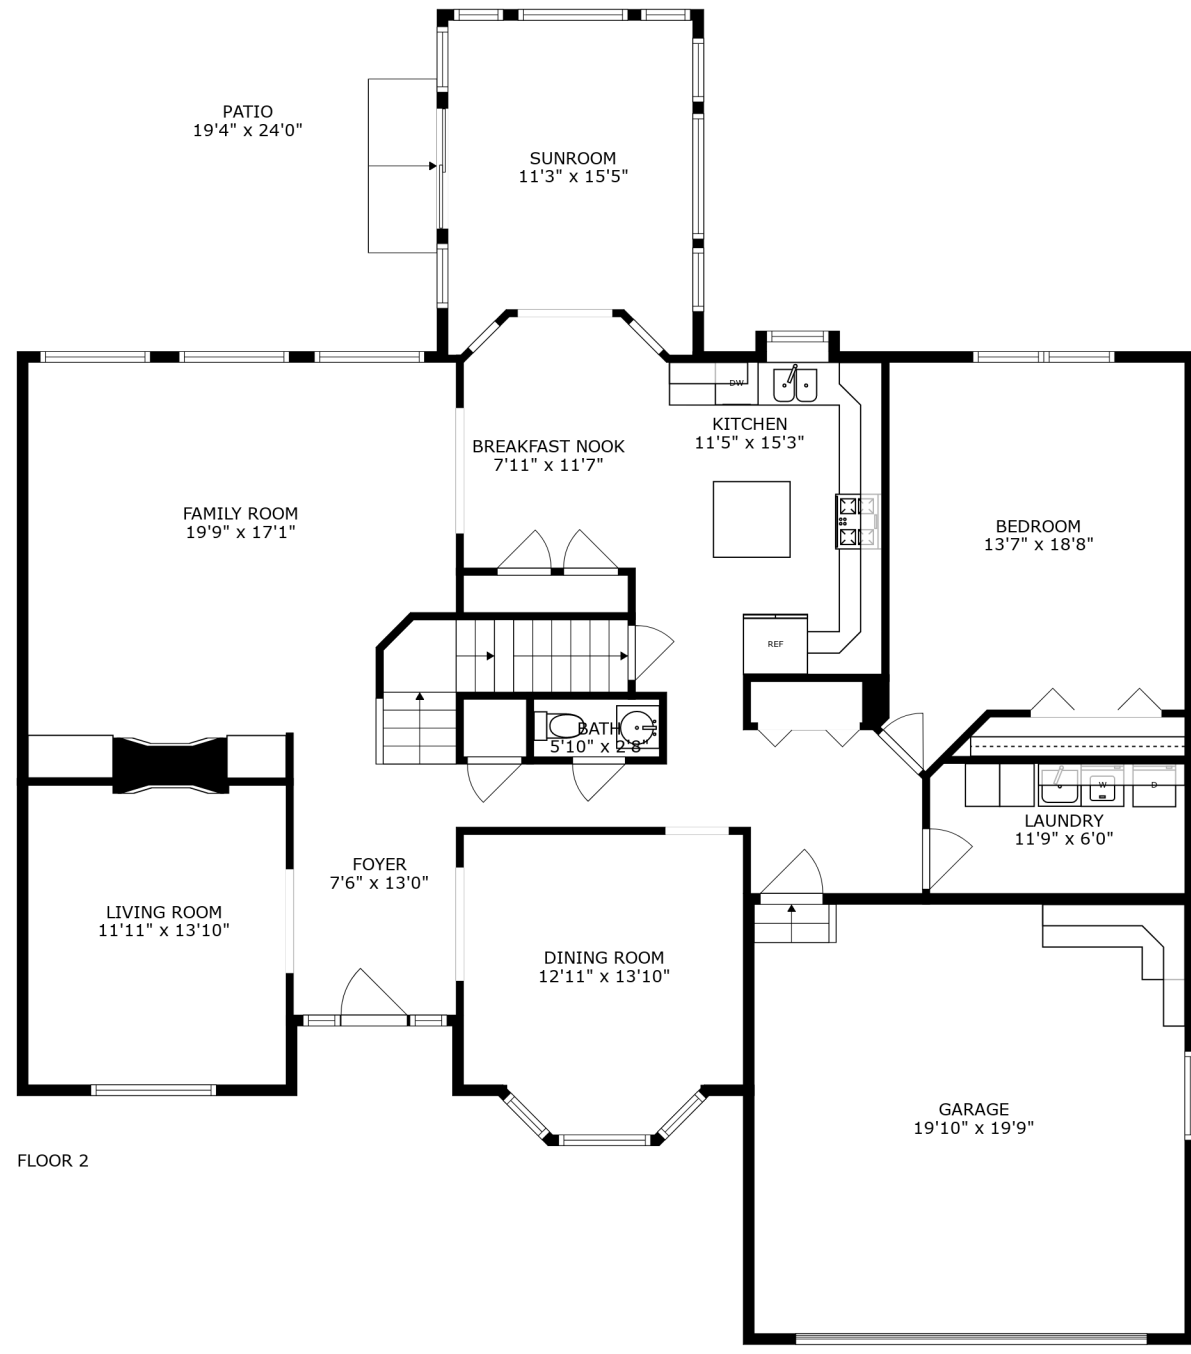 PATIO
19'4" x 24'0"
SUNROOM
11'3" x 15'5"
DW
KITCHEN
11'5" x 15'3"
BREAKFAST NOOK
7'11" x 11'7"
FAMILY ROOM
19'9" x 17'1"
BEDROOM
13'7" x 18'8"
REF
BATH
5'10" x 2'8"
W
D
LAUNDRY
11'9" x 6'0"
FOYER
7'6" x 13'0"
LIVING ROOM
11'11" x 13'10"
DINING ROOM
12'11" x 13'10"
GARAGE
19'10" x 19'9"
FLOOR 2